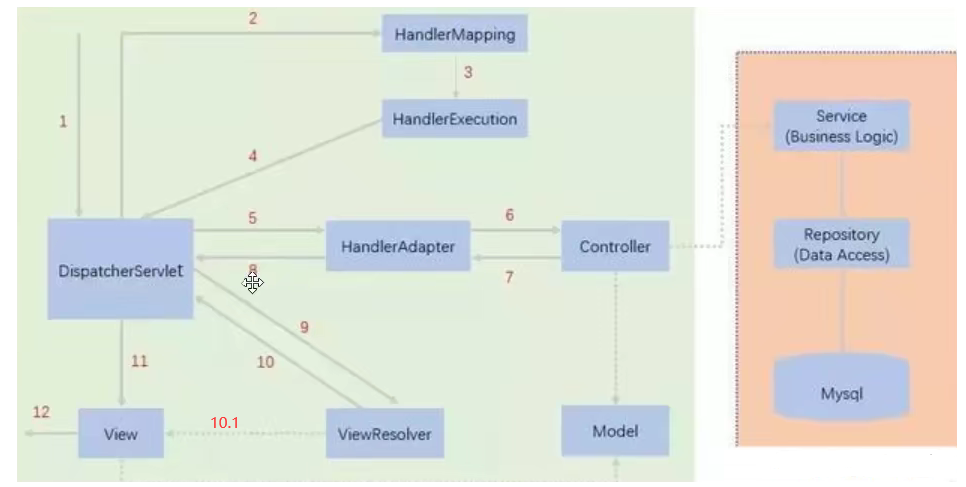 2
HandlerMapping
3
1
HandlerExecution
Service
(Business Logic)
4
5
6
HandlerAdapter
Controller
Repository
(Data Access)
DispatcherServlet
8
7
9
11
10
Mysql
12
View
10.1
ViewResolver
Model